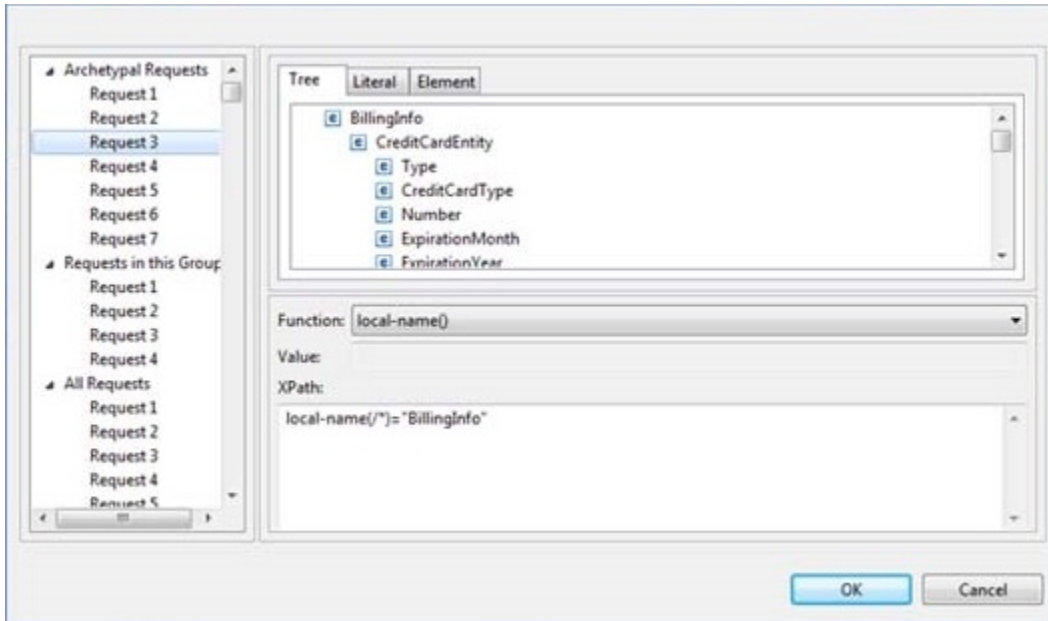 Archetypal Requests
Request 1
Request 2
Request 3
Request 4
Request 5
Request 6
Request 7
Requests in this Group
Request 1
Request 2
Request 3
Request 4
All Requests
Request 1
Request 2
Request 3
Request 4
Request 5
Tree Literal Element
BillingInfo
CreditCardEntity
Type
CreditCardType
Number
ExpirationMonth
ExpirationYear
Function: local-name()
Value:
XPath:
local-name(/*)="BillingInfo"
OK Cancel